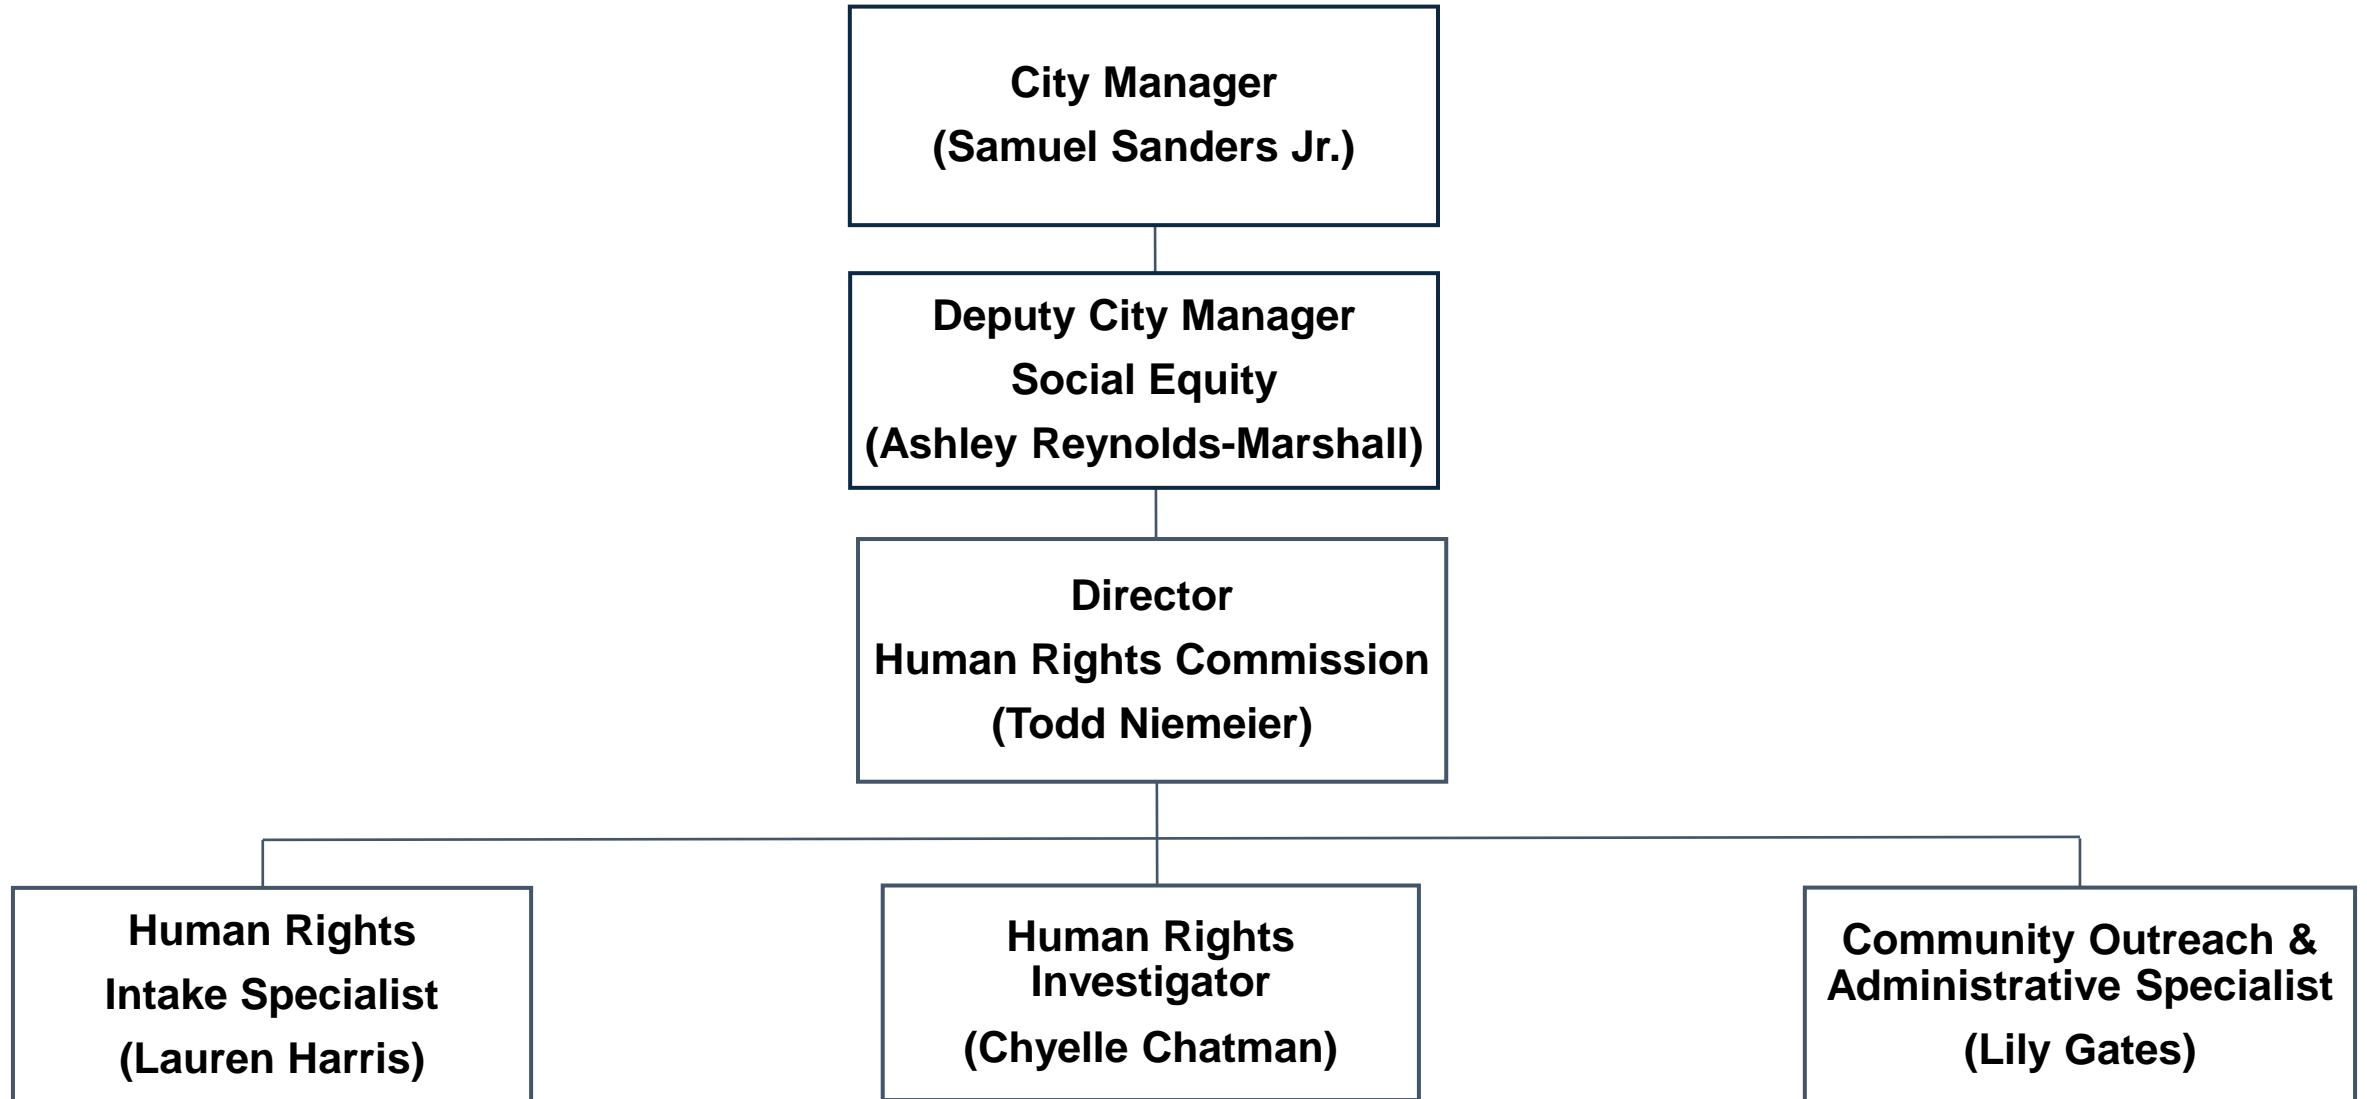 City Manager
(Samuel Sanders Jr.)
Deputy City Manager
Social Equity
(Ashley Reynolds-Marshall)
Director
Human Rights Commission
(Todd Niemeier)
Human Rights
Intake Specialist
(Lauren Harris)
Human Rights
Investigator
(Chyelle Chatman)
Community Outreach &
Administrative Specialist
(Lily Gates)